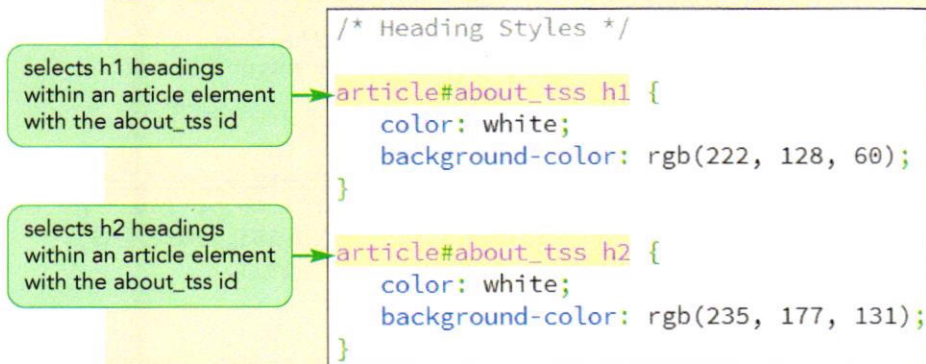 /* Heading Styles */
selects h1 headings
within an article element
with the about_tss id
article#about_tss h1 {
color: white;
background-color: rgb(222, 128, 60);
}
selects h2 headings
within an article element
with the about_tss id
article#about_tss h2 {
color: white;
background-color: rgb(235, 177, 131);
}